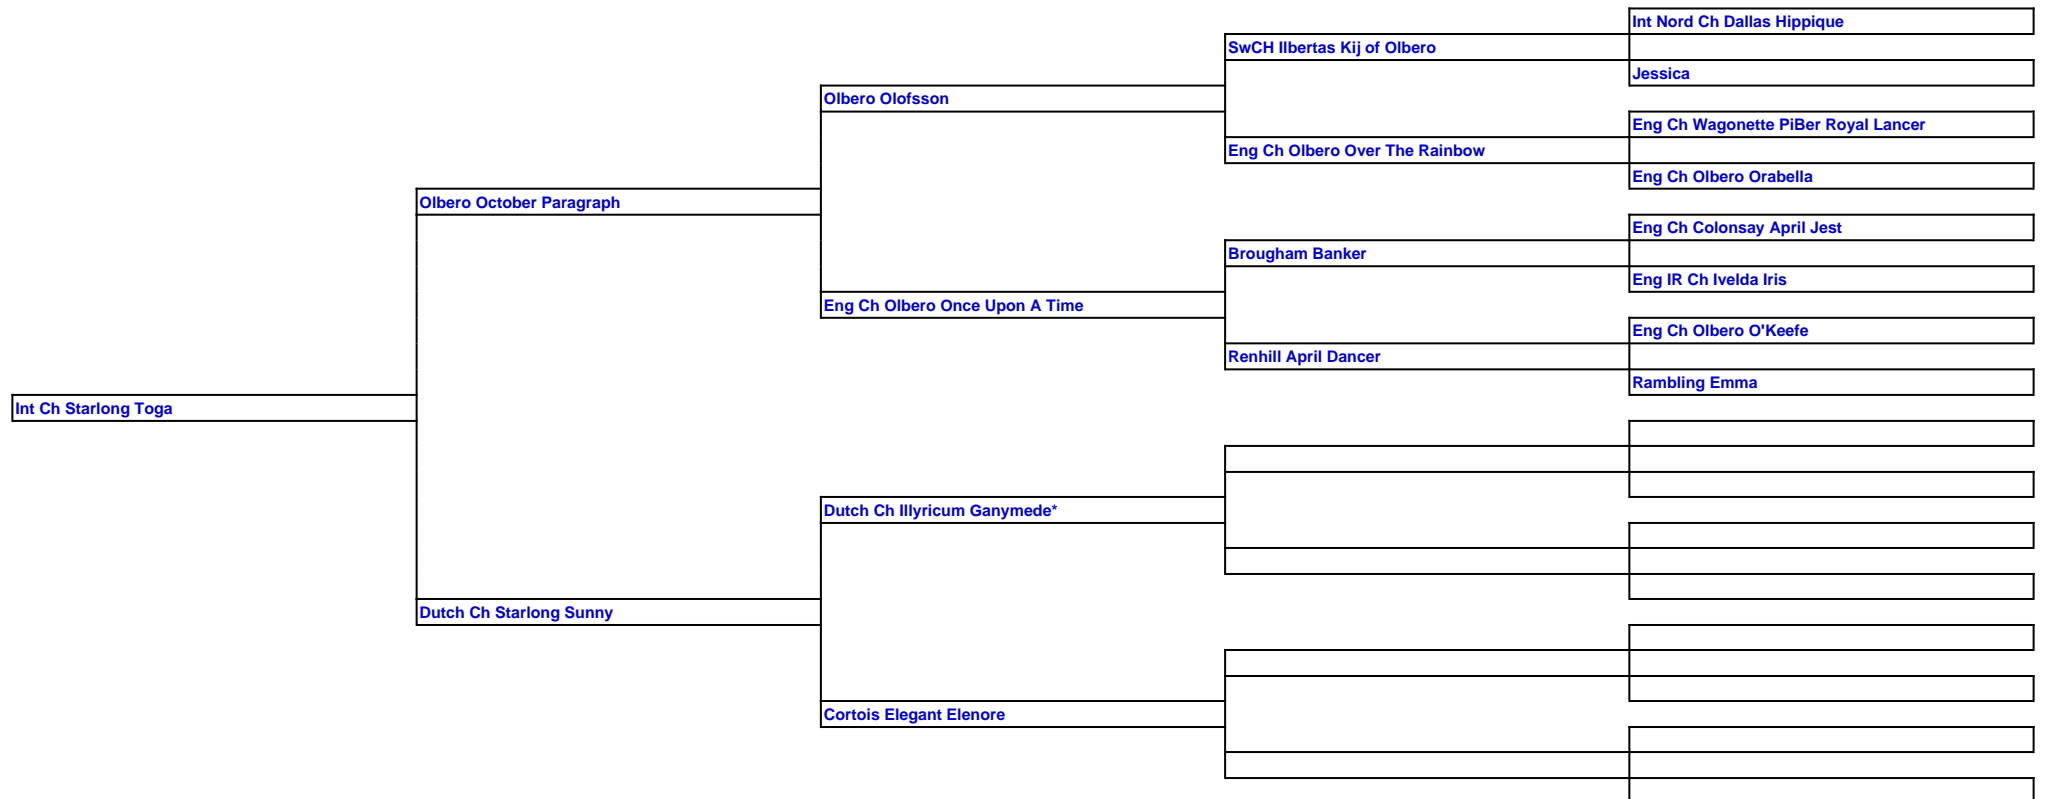 Int Nord Ch Dallas Hippique
SwCH Ilbertas Kij of Olbero
Jessica
Olbero Olofsson
Eng Ch Wagonette PiBer Royal Lancer
Eng Ch Olbero Over The Rainbow
Eng Ch Olbero Orabella
Olbero October Paragraph
Eng Ch Colonsay April Jest
Brougham Banker
Eng IR Ch Ivelda Iris
Eng Ch Olbero Once Upon A Time
Eng Ch Olbero O'Keefe
Renhill April Dancer
Rambling Emma
Int Ch Starlong Toga
Dutch Ch Illyricum Ganymede*
Dutch Ch Starlong Sunny
Cortois Elegant Elenore